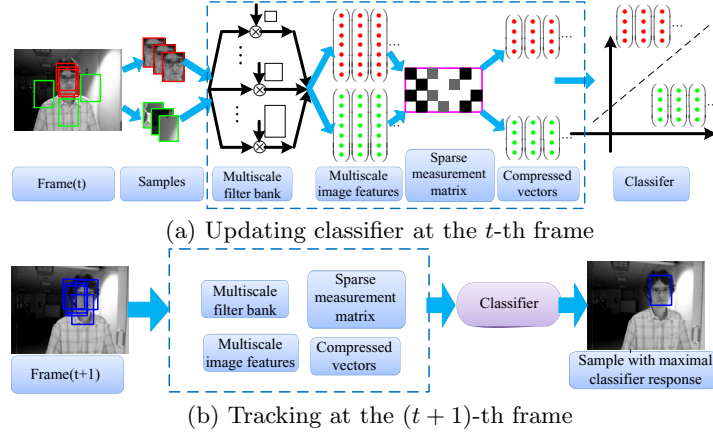 Frame(t)
Samples
Multiscale
filter bank
Multiscale
image features
Sparse
measurement
matrix
Compressed
vectors
Classifer
(a) Updating classifier at the t-th frame
Frame(t+1)
Multiscale
filter bank
Sparse
measurement
matrix
Multiscale
image features
Compressed
vectors
Classifier
Sample with maximal
classifier response
(b) Tracking at the (t + 1)-th frame